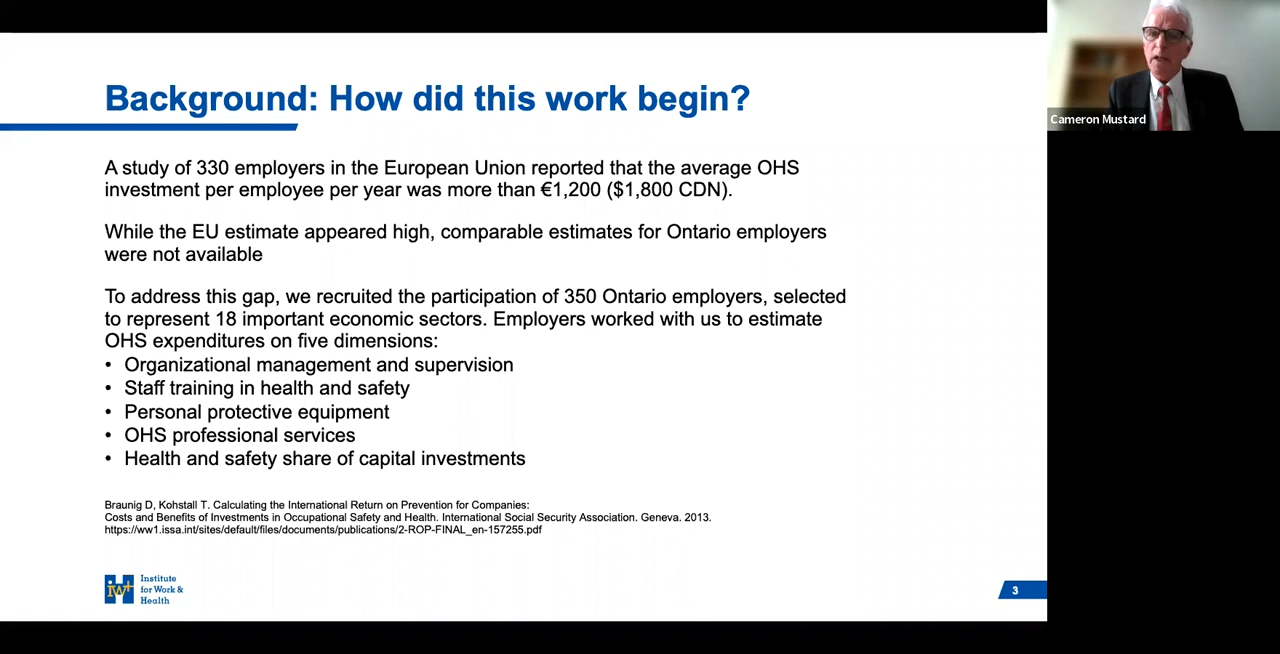 Background: How did this work begin?
Cameron Mustard
A study of 330 employers in the European Union reported that the average OHS
investment per employee per year was more than €1,200 ($1,800 CDN).
While the EU estimate appeared high, comparable estimates for Ontario employers
were not available
To address this gap, we recruited the participation of 350 Ontario employers, selected
to represent 18 important economic sectors. Employers worked with us to estimate
OHS expenditures on five dimensions:
• Organizational management and supervision
• Staff training in health and safety
• Personal protective equipment
• OHS professional services
• Health and safety share of capital investments
Braunig D, Kohstall T. Calculating the International Return on Prevention for Companies:
Costs and Benefits of Investments in Occupational Safety and Health. International Social Security Association. Geneva. 2013.
https://ww1.issa.int/sites/default/files/documents/publications/2-ROP-FINAL_en-157255.pdf
iw+
Institute
for Work &
Health
3